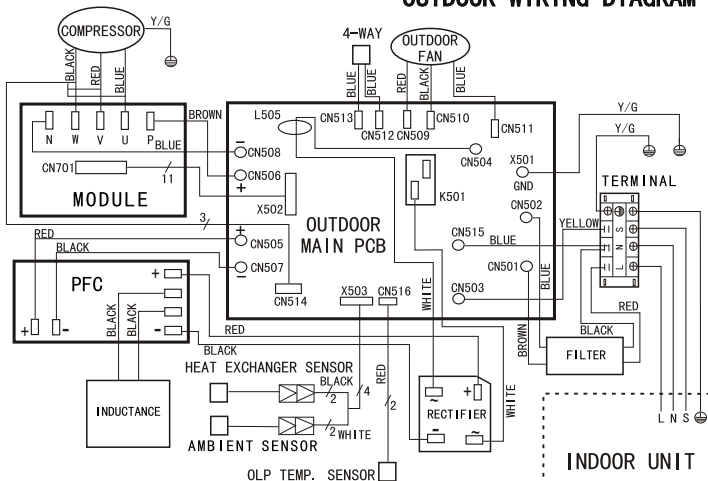 OUTDOOR WIRING DIAGRAM
COMPRESSOR
Y/G
4-WAY
OUTDOOR
FAN
BLACK
RED
BLUE
BLUE
BLUE
RED
BLACK
BLUE
Y/G
Y/G
N W V U P
BROWN
BLUE
L505
CN513
CN512
CN509
CN510
CN511
CN508
CN506
CN504
X501
GND
TERMINAL
CN701
11
MODULE
X502
K501
CN502
3
OUTDOOR
MAIN PCB
YELLOW
S
N
L
RED
BLACK
CN505
CN507
CN515
BLUE
CN501
BLUE
PFC
+
-
+ -
CN514
X503
CN516
CN503
WHITE
BROWN
RED
BLACK
FILTER
BLACK
BLACK
RED
BLACK
HEAT EXCHANGER SENSOR
BLACK
2
4
RED
2
WHITE
INDUCTANCE
~ +
RECTIFIER
- ~
2 WHITE
AMBIENT SENSOR
OLP TEMP. SENSOR
L N S
INDOOR UNIT